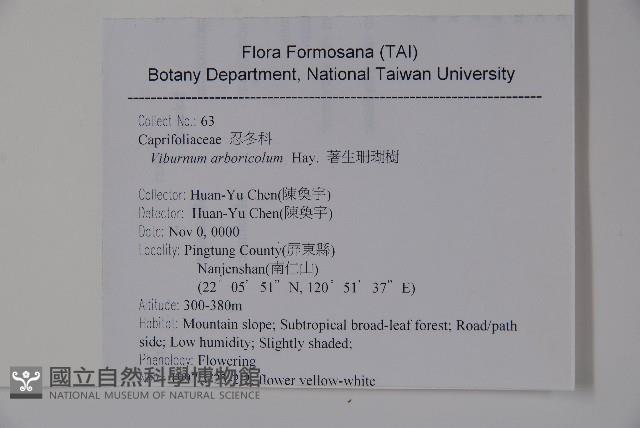 Flora Formosana (TAI)
Botany Department, National Taiwan University
Collect No.: 63
Caprifoliaceae 忍冬科
Viburnum arboricolum Hay. 著生珊瑚樹
Collector: Huan-Yu Chen(陳奐宇)
Detector: Huan-Yu Chen(陳奐宇)
Date: Nov 0, 0000
Locality: Pingtung County(屏東縣)
Nanjenshan(南仁山)
(22° 05' 51" N, 120° 51' 37" E)
Altitude: 300-380m
Habitat: Mountain slope; Subtropical broad-leaf forest; Road/path
side; Low humidity; Slightly shaded;
Phenology: Flowering
flower yellow-white
國立自然科學博物館
NATIONAL MUSEUM OF NATURAL SCIENCE